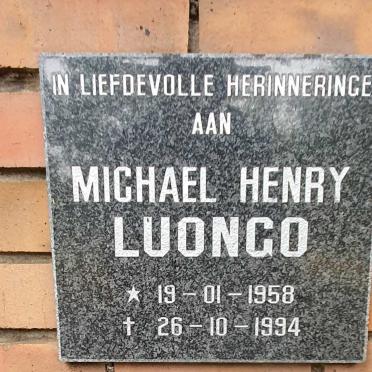 IN LIEFDEVOLLE HERINNERINGE
AAN
MICHAEL HENRY
LUONGO
★ 19-01-1958
✝ 26-10-1994